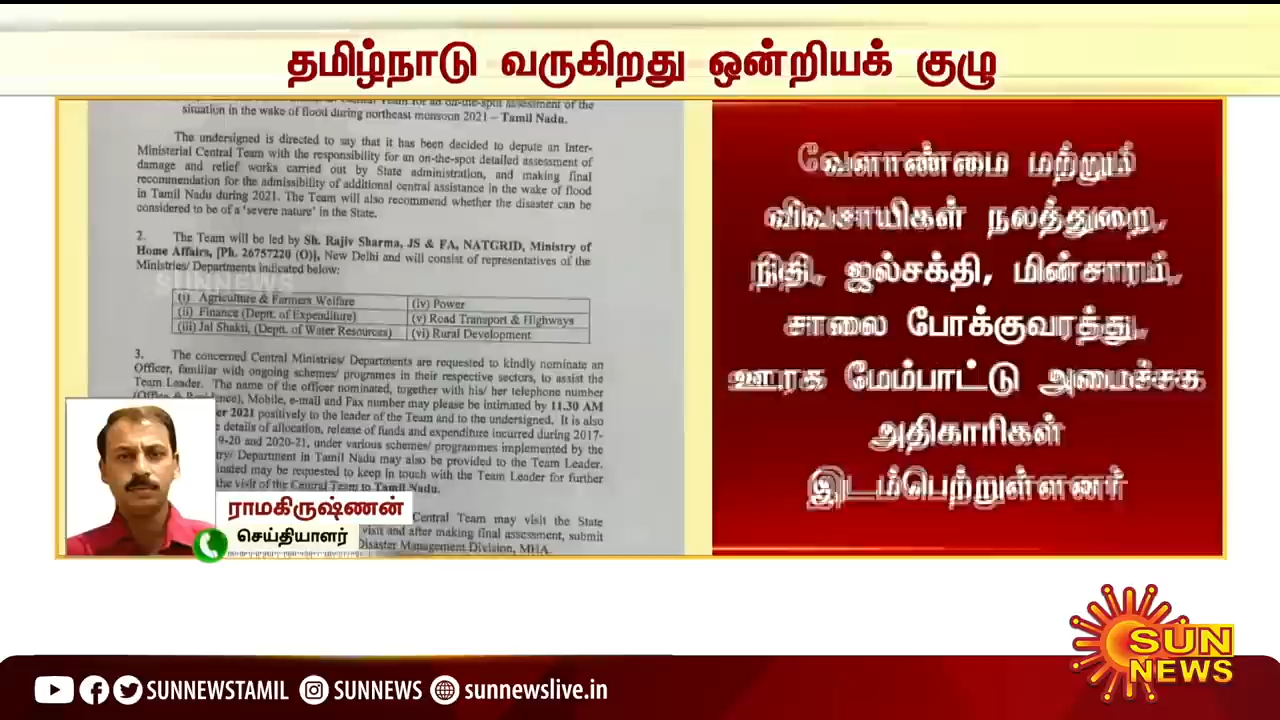 தமிழ்நாடு வருகிறது ஒன்றியக் குழு
situation in the wake of flood during northeast monsoon 2021 – Tamil Nadu.
The undersigned is directed to say that it has been decided to depute an Inter-
Ministerial Central Team with the responsibility for an on-the-spot detailed assessment of
damage and relief works carried out by State administration, and making final
recommendation for the admissibility of additional central assistance in the wake of flood
in Tamil Nadu during 2021. The Team will also recommend whether the disaster can be
considered to be of a 'severe nature' in the State.
2. The Team will be led by Sh. Rajiv Sharma, JS & FA, NATGRID, Ministry of
Home Affairs, [Ph. 26757220 (O)], New Delhi and will consist of representatives of the
Ministries/ Departments indicated below:
SUNNEWS
(i) Agriculture & Farmers Welfare (iv) Power
(ii) Finance (Deptt. of Expenditure) (v) Road Transport & Highways
(iii) Jal Shakti, (Deptt. of Water Resources) (vi) Rural Development
3. The concerned Central Ministries/ Departments are requested to kindly nominate an
Officer, familiar with ongoing schemes/ programes in their respective sectors, to assist the
Team Leader. The name of the officer nominated, together with his/ her telephone number
Mobile, e-mail and Fax number may please be intimated by 11.30 AM
2021 positively to the leader of the Team and to the undersigned. It is also
details of allocation, release of funds and expenditure incurred during 2017-
9-20 and 2020-21, under various schemes/ programmes implemented by the
try/ Department in Tamil Nadu may also be provided to the Team Leader.
inated may be requested to keep in touch with the Team Leader for further
the visit of the Central Team to Tamil Nadu.
Central Team may visit the State
visit and after making final assessment, submit
Disaster Management Division, MHA.
ராமகிருஷ்ணன்
செய்தியாளர்
வேளாண்மை மற்றும்
விவசாயிகள் நலத்துறை,
நிதி, ஜல்சக்தி, மின்சாரம்,
சாலை போக்குவரத்து,
ஊரக மேம்பாட்டு அமைச்சக
அதிகாரிகள்
இடம்பெற்றுள்ளனர்
SUN
NEWS
SUNNEWSTAMIL SUNNEWS sunnewslive.in